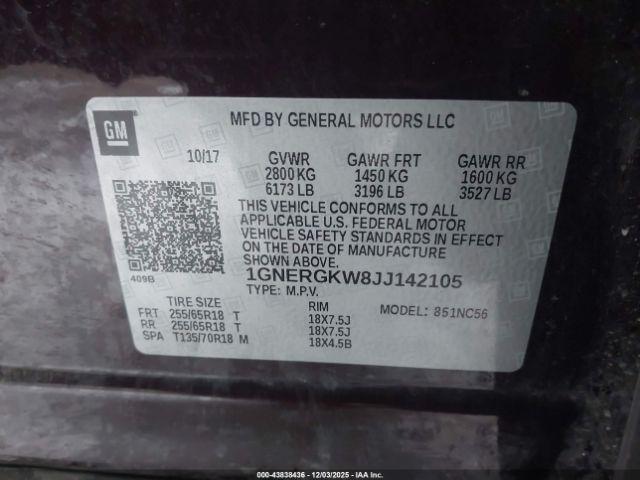 GM
MFD BY GENERAL MOTORS LLC
10/17 GVWR GAWR FRT GAWR RR
2800 KG 1450 KG 1600 KG
6173 LB 3196 LB 3527 LB
THIS VEHICLE CONFORMS TO ALL
APPLICABLE U.S. FEDERAL MOTOR
VEHICLE SAFETY STANDARDS IN EFFECT
ON THE DATE OF MANUFACTURE
SHOWN ABOVE.
409B
1GNERGKW8JJ142105
TYPE: M.P.V.
TIRE SIZE RIM MODEL: 851NC56
FRT 255/65R18 T 18X7.5J
RR 255/65R18 T 18X7.5J
SPA T135/70R18 M 18X4.5B
© Stock: 43838436 - 12/03/2025 - IAAI.com